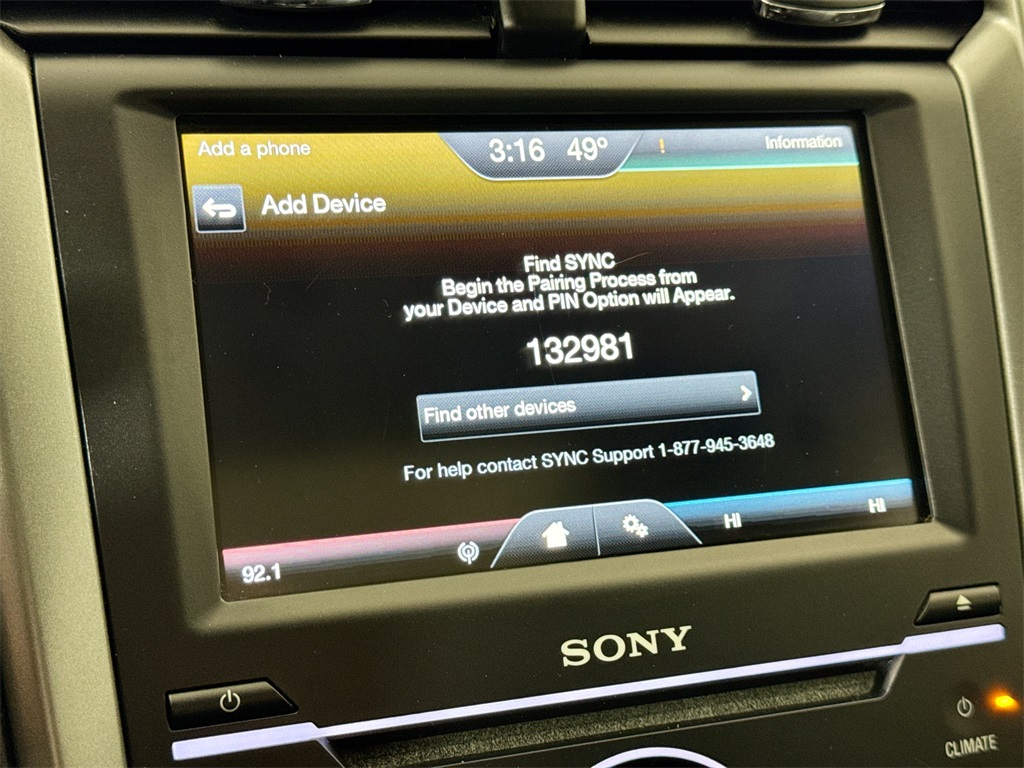 Add a phone
3:16 49°
!
Information
Add Device
Find SYNC
Begin the Pairing Process from
your Device and PIN Option will Appear.
132981
Find other devices
For help contact SYNC Support 1-877-945-3648
92.1
HI
HI
SONY
CLIMATE